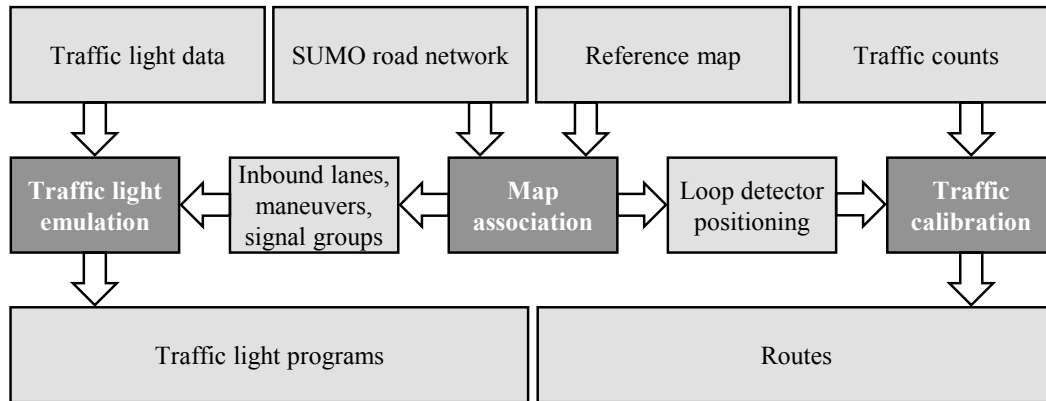 Traffic light data
SUMO road network
Reference map
Traffic counts
Traffic light
emulation
Inbound lanes,
maneuvers,
signal groups
Map
association
Loop detector
positioning
Traffic
calibration
Traffic light programs
Routes